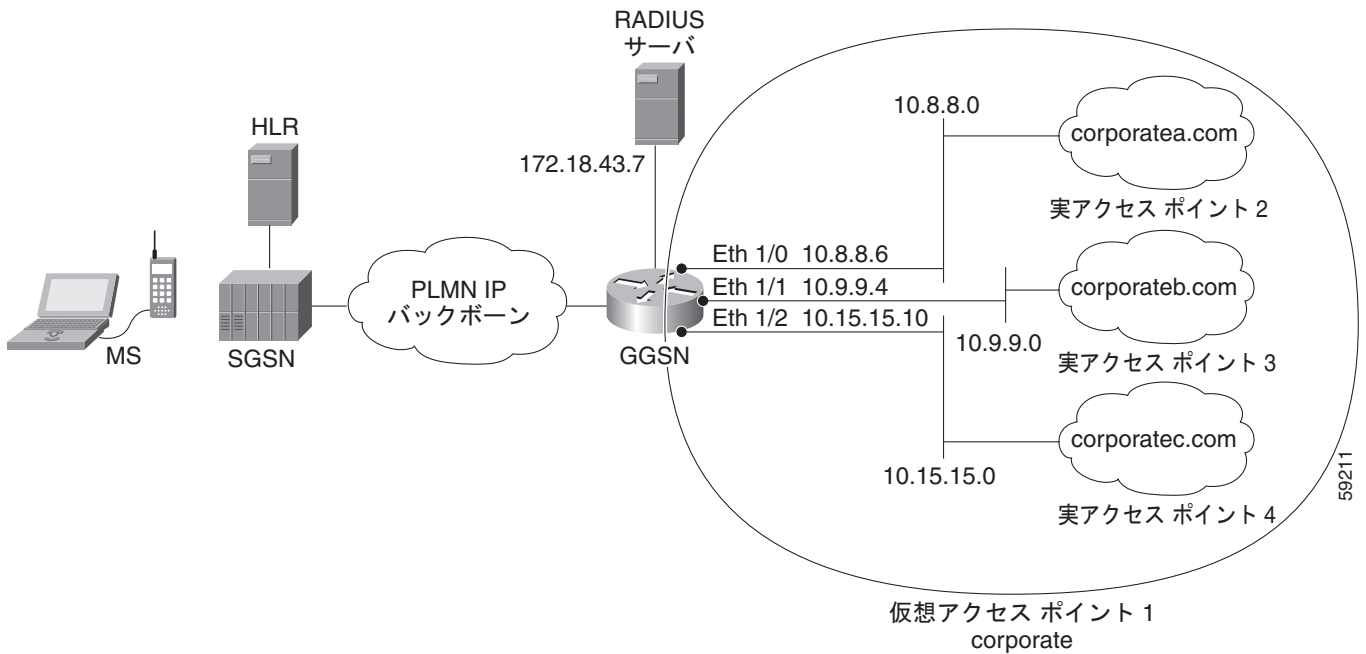 RADIUS
サーバ
HLR
172.18.43.7
10.8.8.0
corporatea.com
実アクセス ポイント 2
Eth 1/0 10.8.8.6
Eth 1/1 10.9.9.4
Eth 1/2 10.15.15.10
PLMN IP
バックボーン
corporateb.com
10.9.9.0
実アクセス ポイント 3
MS
SGSN
GGSN
corporatec.com
10.15.15.0
実アクセス ポイント 4
59211
仮想アクセス ポイント 1
corporate